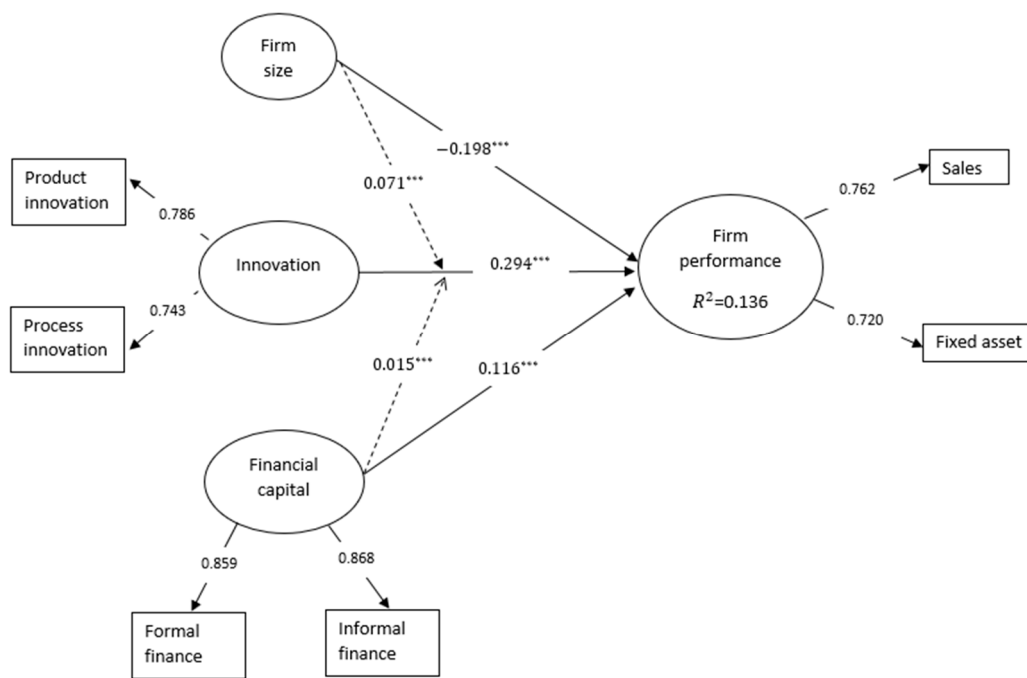 Firm
size
−0.198***
Sales
Product
innovation
0.071***
0.762
0.786
Firm
performance
R²=0.136
Innovation
0.294***
0.743
0.720
Process
innovation
Fixed asset
0.015***
0.116***
Financial
capital
0.859
0.868
Formal
finance
Informal
finance